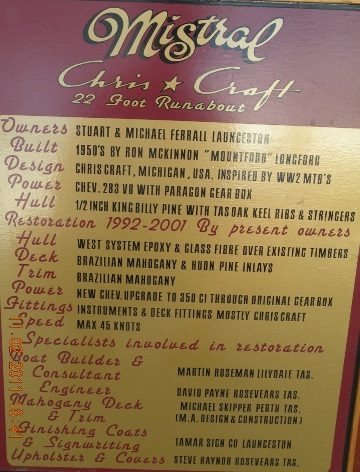 Mistral
Chris ★ Craft
22 Foot Runabout
Owners STUART & MICHAEL FERRALL LAUNCESTON
Built 1950'S BY RON MCKINNON "MOUNTFORD" LONGFORD
Design CHRIS CRAFT, MICHIGAN, USA. INSPIRED BY WW2 MTB'S
Power CHEV. 283 V8 WITH PARAGON GEAR BOX
Hull 1/2 INCH KING BILLY PINE WITH TAS OAK KEEL RIBS & STRINGERS
Restoration 1992-2001 By present owners
Hull WEST SYSTEM EPOXY & GLASS FIBRE OVER EXISTING TIMBERS
Deck BRAZILIAN MAHOGANY & HUON PINE INLAYS
Trim BRAZILIAN MAHOGANY
Power NEW CHEV. UPGRADE TO 350 CI THROUGH ORIGINAL GEARBOX
Fittings INSTRUMENTS & DECK FITTINGS MOSTLY CHRIS CRAFT
Speed MAX 45 KNOTS
Specialists involved in restoration
Boat Builder &
Consultant MARTIN ROSEMAN LILYDALE TAS.
Engineer DAVID PAYNE ROSEVEARS TAS.
Mahogany Deck MICHAEL SKIPPER PERTH TAS.
& Trim (M.A. DESIGN & CONSTRUCTION)
Finishing Coats
& Signwriting TAMAR SIGN CO LAUNCESTON
Upholster & Covers STEVE RAYNOR ROSEVEARS TAS.